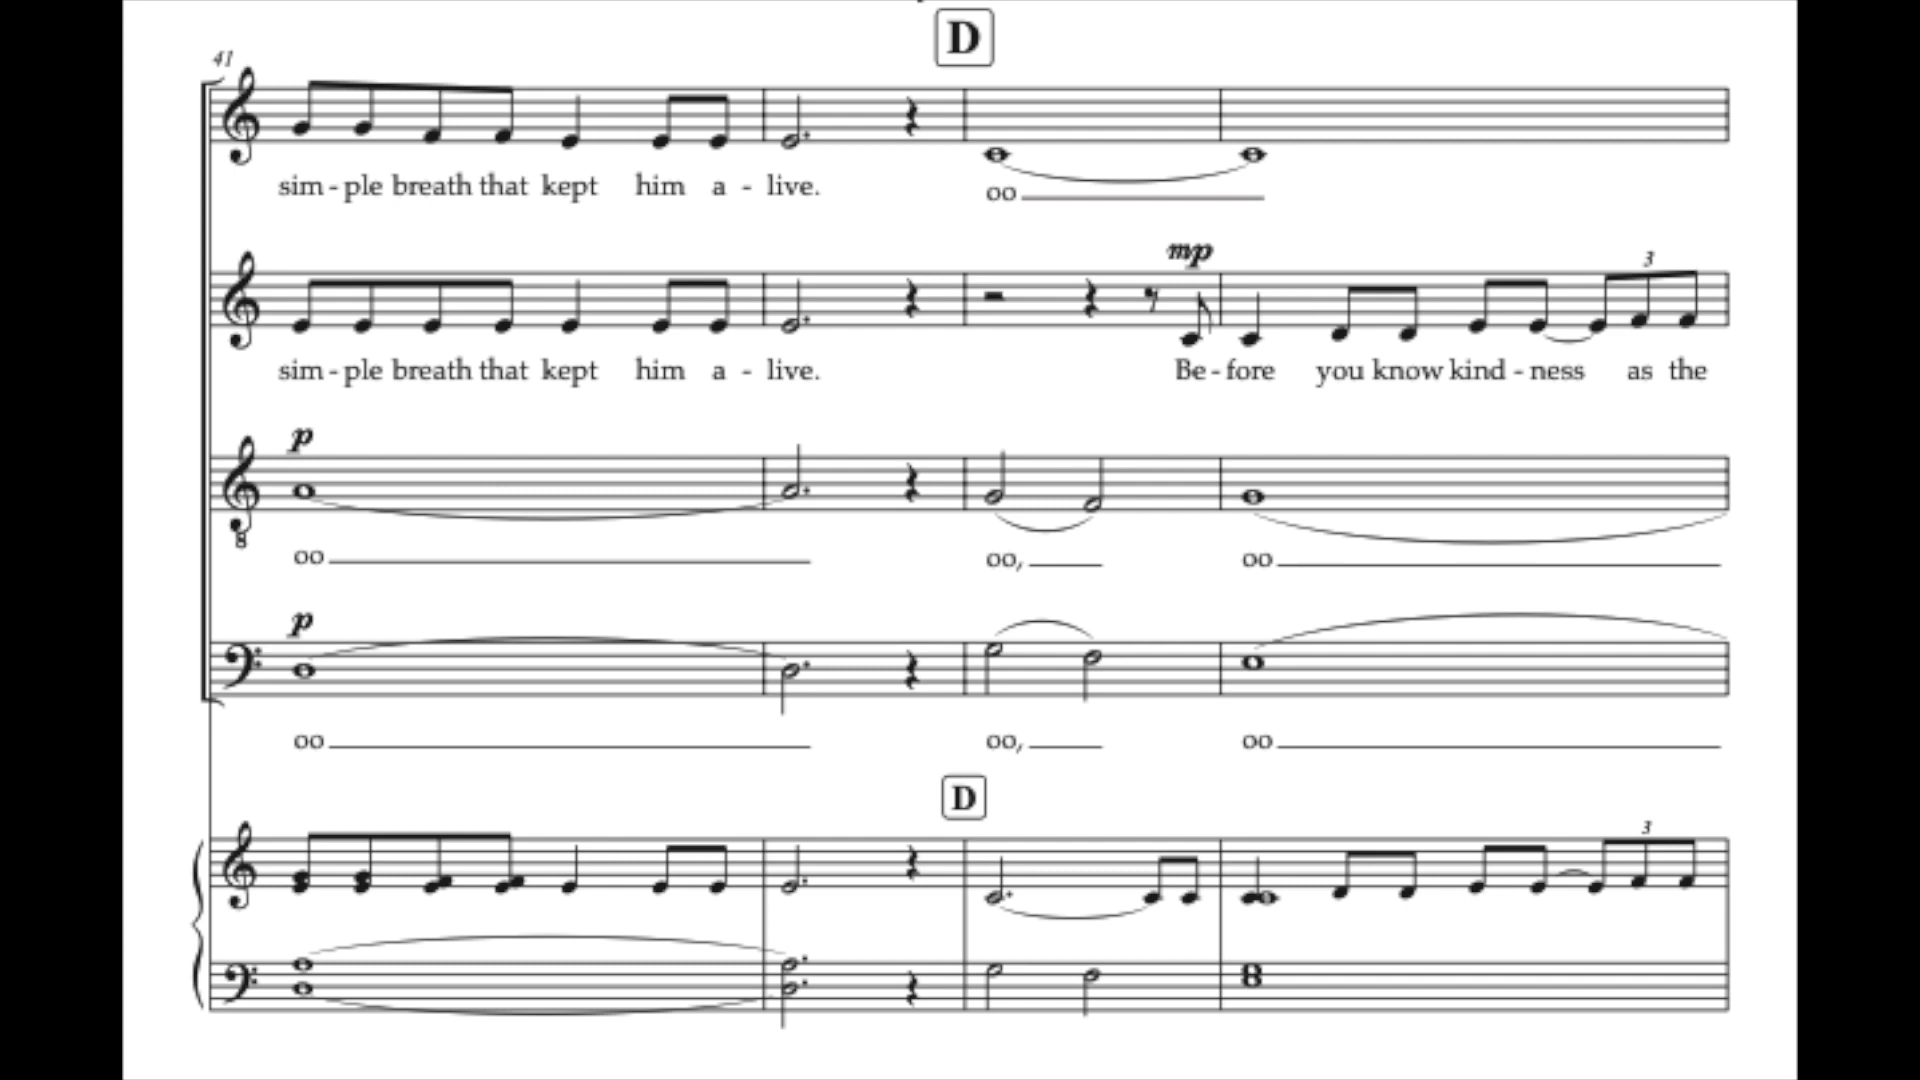 D
41
sim - ple breath that kept him a - live. oo
mp
3
sim - ple breath that kept him a - live. Be - fore you know kind - ness as the
p
8
oo oo, oo
p
oo oo, oo
D
3